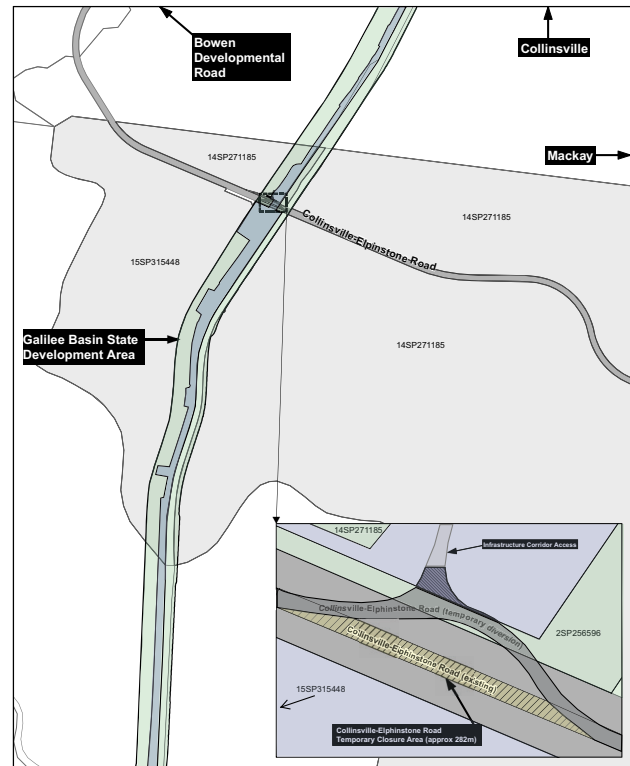 Bowen
Developmental
Road
Collinsville
14SP271185
Mackay
14SP271185
Collinsville-Elpinstone-Road
15SP315448
Galilee Basin State
Development Area
14SP271185
14SP271185
Infrastructure Corridor Access
Collinsville-Elphinstone Road (temporary diversion)
2SP256596
Collinsville-Elphinstone Road (existing)
15SP315448
Collinsville-Elphinstone Road
Temporary Closure Area (approx 282m)